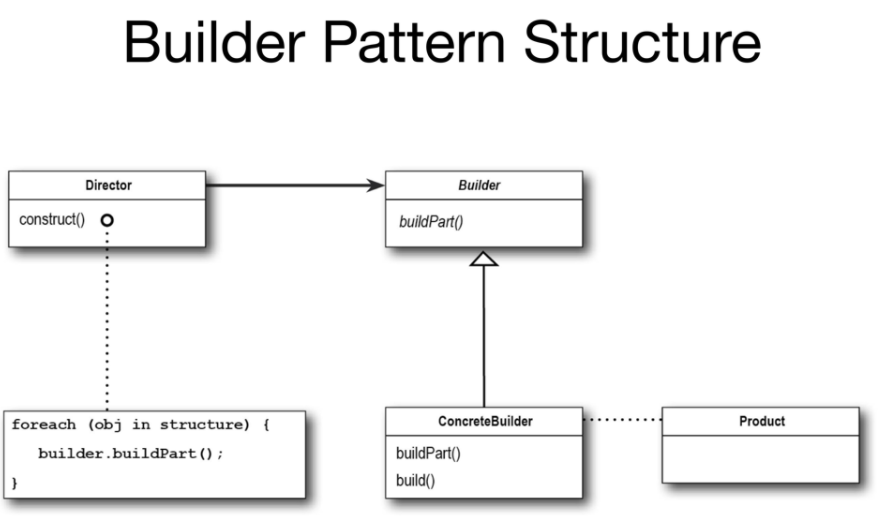 Builder Pattern Structure
Director
construct()
Builder
buildPart()
foreach (obj in structure) {
builder.buildPart();
}
ConcreteBuilder
buildPart()
build()
Product